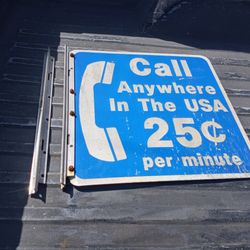 Call
Anywhere
In The USA
25¢
per minute